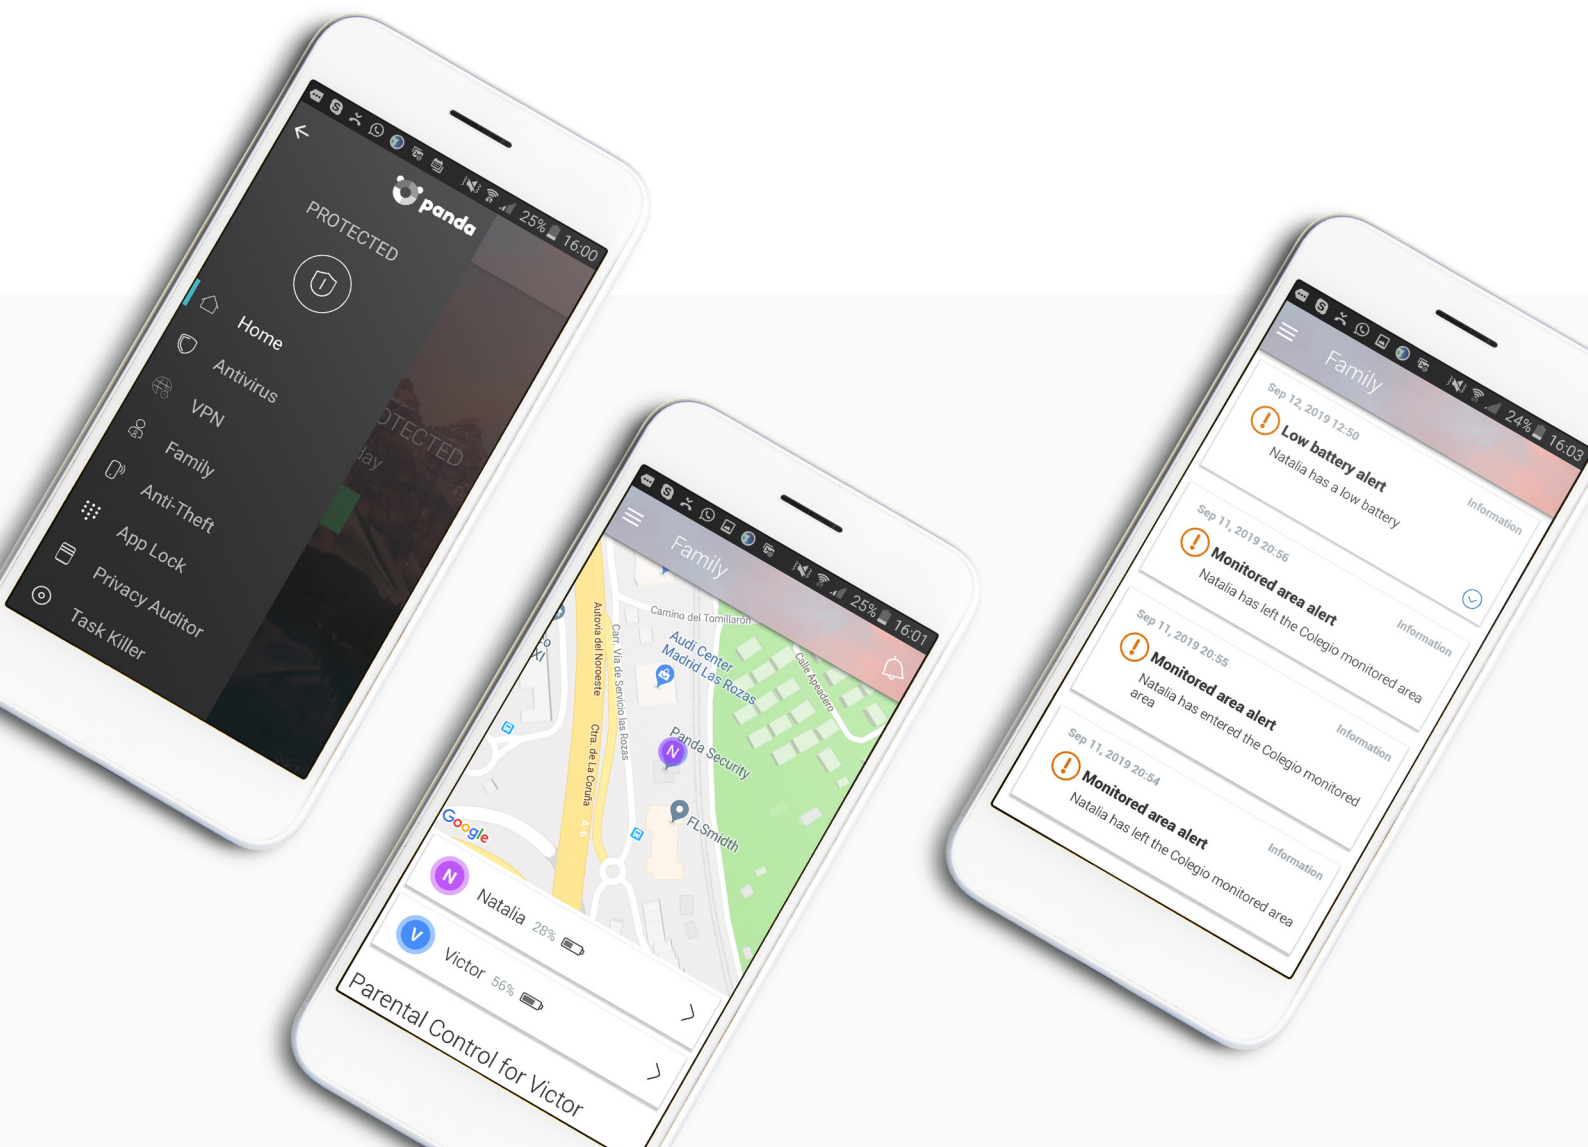 25% 16:00
panda
PROTECTED
Home
Antivirus
VPN
Family
Anti-Theft
App Lock
Privacy Auditor
Task Killer
OTECTED
day
25% 16:01
Family
Camino del Tomillarón
Audi Center
Madrid Las Rozas
Calle Apeadero
Autovía del Noroeste
Carr. Vía de Servicio las Rozas
Ctra. de La Coruña
A-6
XI
N
Panda Security
FLSmidth
Google
N
Natalia 28%
V
Victor 56%
Parental Control for Victor
24% 16:03
Family
Sep 12, 2019 12:50
Low battery alert
Natalia has a low battery
Information
Sep 11, 2019 20:56
Monitored area alert
Natalia has left the Colegio monitored area
Information
Sep 11, 2019 20:55
Monitored area alert
Natalia has entered the Colegio monitored
area
Information
Sep 11, 2019 20:54
Monitored area alert
Natalia has left the Colegio monitored area
Information